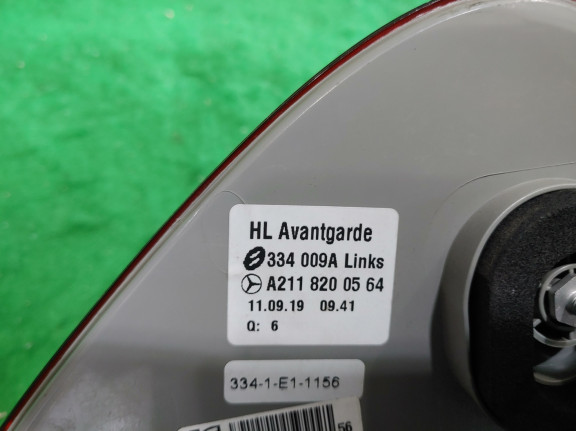 HL Avantgarde
334 009A Links
A211 820 05 64
11.09.19 09.41
Q: 6
334-1-E1-1156
56